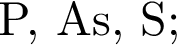 P, As, S;